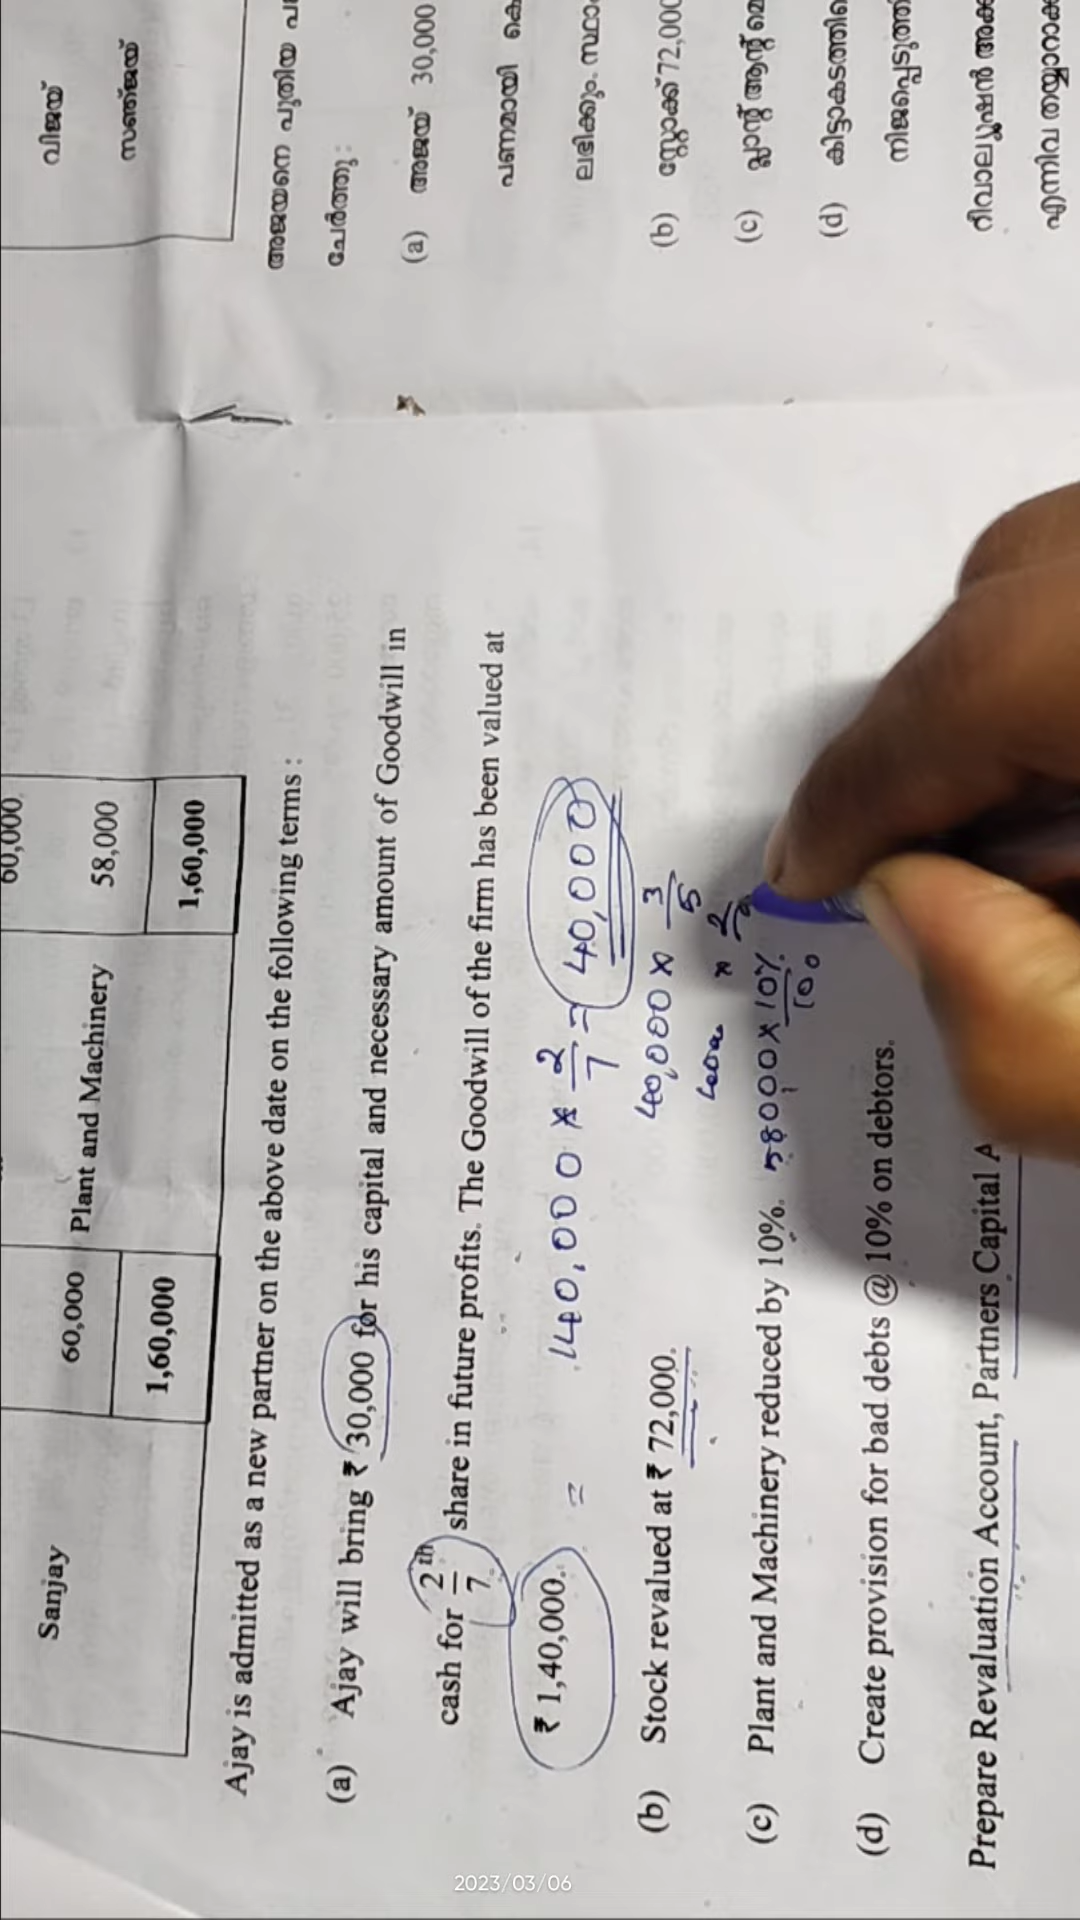 Sanjay
60,000
60,000
Plant and Machinery
58,000
1,60,000
1,60,000
Ajay is admitted as a new partner on the above date on the following terms :
(a) Ajay will bring ₹ 30,000 for his capital and necessary amount of Goodwill in
cash for 2/7 th share in future profits. The Goodwill of the firm has been valued at
₹ 1,40,000. = 140,000 × 2/7 = 40,000
40,000 × 3/5
(b) Stock revalued at ₹ 72,000.
(c) Plant and Machinery reduced by 10%. 58000 × 10%
100
(d) Create provision for bad debts @ 10% on debtors.
Prepare Revaluation Account, Partners Capital A
വിജയ്
സഞ്ജയ്
അജയനെ പുതിയ
ചേർത്തു :
(a) അജയ് 30,000
പണമായി
ലഭിക്കും.
(b) സ്റ്റോക്ക് 72,000
(c) പ്ലാന്റ് ആന്റ്
(d) കിട്ടാകടത്തിന
റിവാല്യുഷൻ
എന്നിവ
2023/03/06